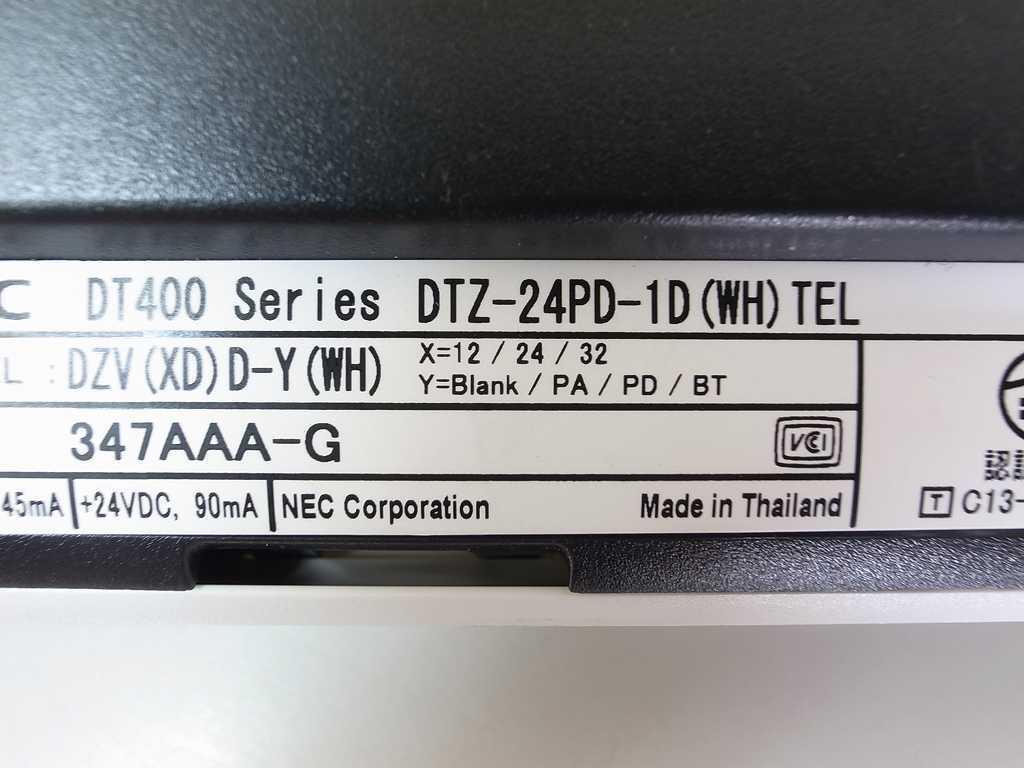 C DT400 Series DTZ-24PD-1D(WH)TEL
L :DZV(XD)D-Y(WH) X=12 / 24 / 32
Y=Blank / PA / PD / BT
347AAA-G VCCI
45mA +24VDC, 90mA NEC Corporation Made in Thailand
T C13-